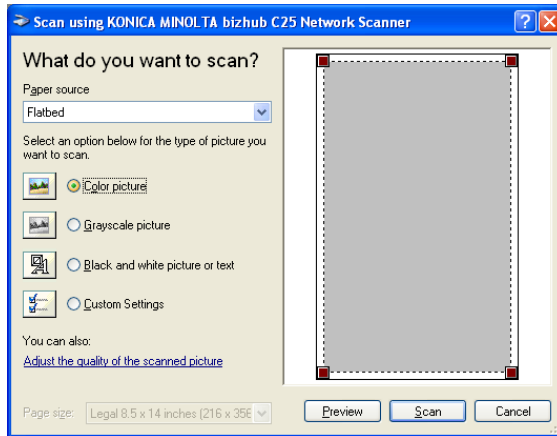 Scan using KONICA MINOLTA bizhub C25 Network Scanner
What do you want to scan?
Paper source
Flatbed
Select an option below for the type of picture you
want to scan.
Color picture
Grayscale picture
Black and white picture or text
Custom Settings
You can also:
Adjust the quality of the scanned picture
Page size:
Legal 8.5 x 14 inches (216 x 356
Preview
Scan
Cancel